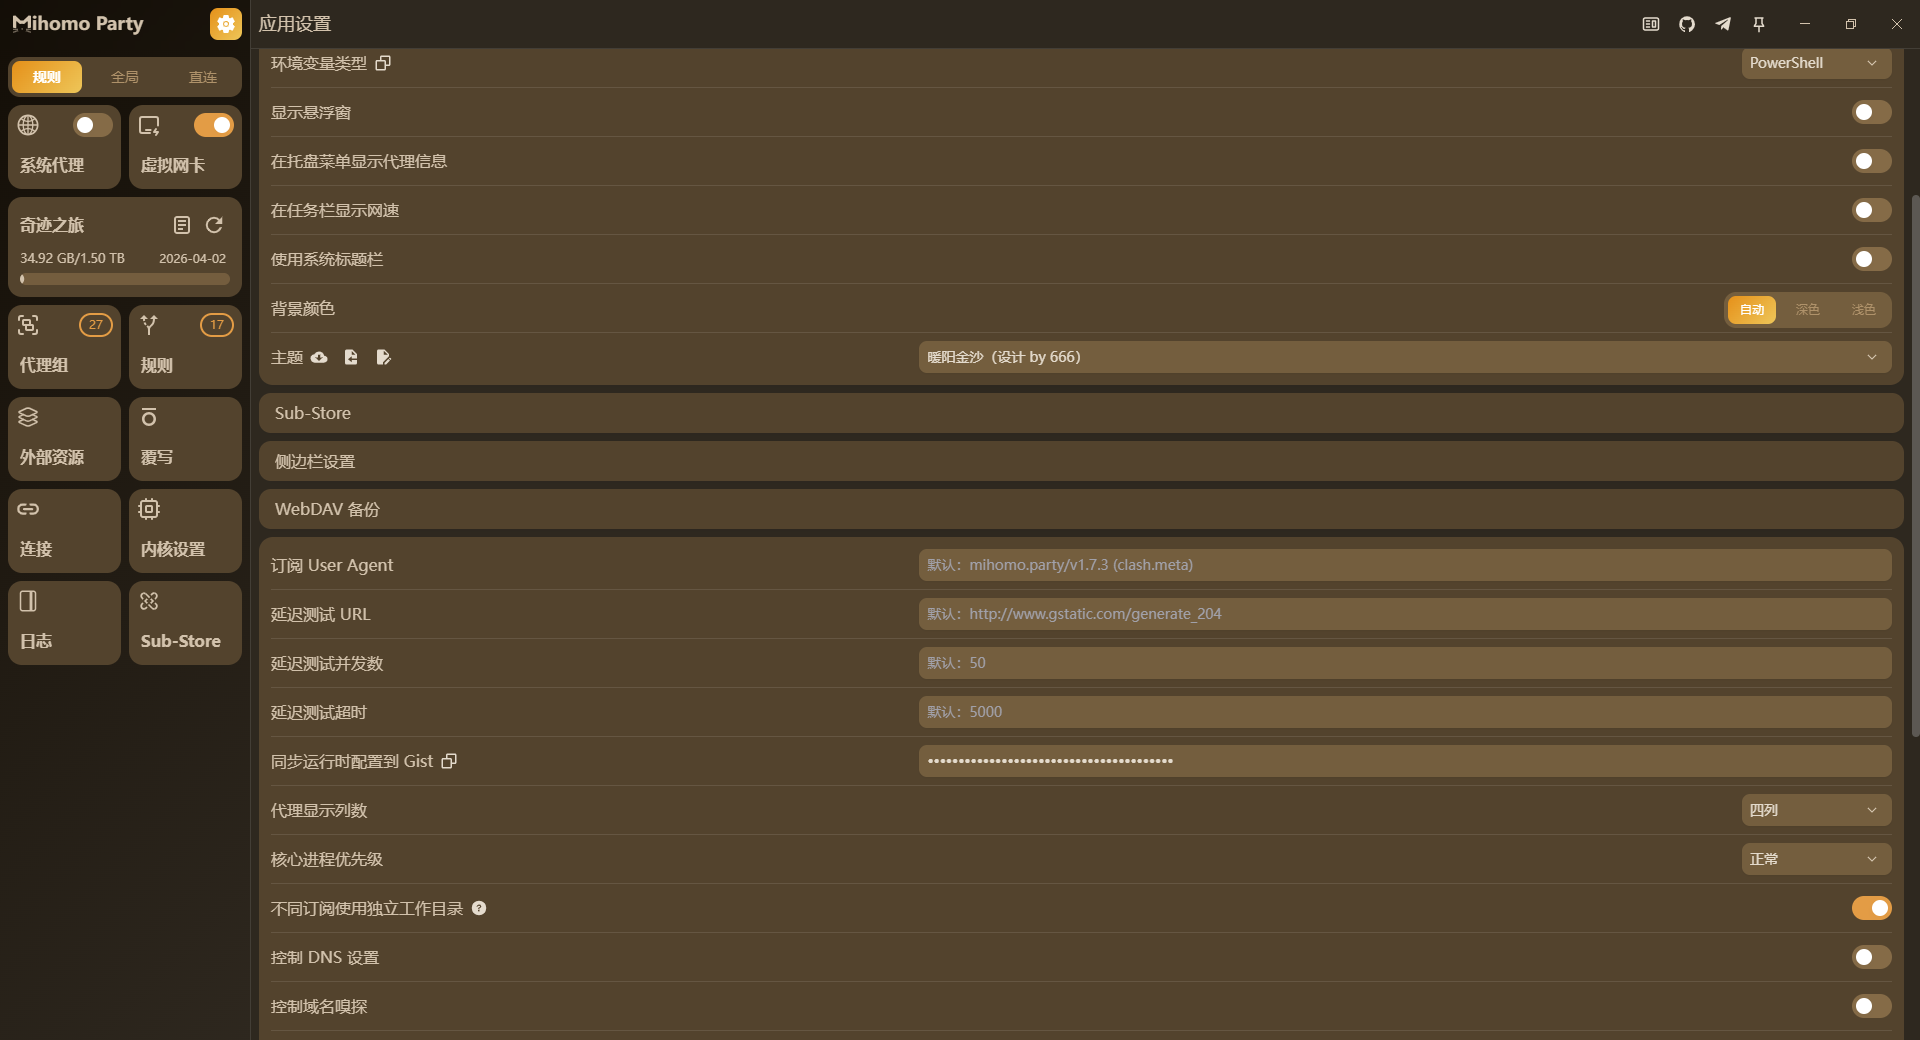 Mihomo Party
应用设置
规则
全局
直连
系统代理
虚拟网卡
奇迹之旅
34.92 GB/1.50 TB
2026-04-02
27
代理组
17
规则
外部资源
覆写
连接
内核设置
日志
Sub-Store
环境变量类型
PowerShell
显示悬浮窗
在托盘菜单显示代理信息
在任务栏显示网速
使用系统标题栏
背景颜色
自动
深色
浅色
主题
暖阳金沙（设计 by 666）
Sub-Store
侧边栏设置
WebDAV 备份
订阅 User Agent
默认：mihomo.party/v1.7.3 (clash.meta)
延迟测试 URL
默认：http://www.gstatic.com/generate_204
延迟测试并发数
默认：50
延迟测试超时
默认：5000
同步运行时配置到 Gist
代理显示列数
四列
核心进程优先级
正常
不同订阅使用独立工作目录
控制 DNS 设置
控制域名嗅探